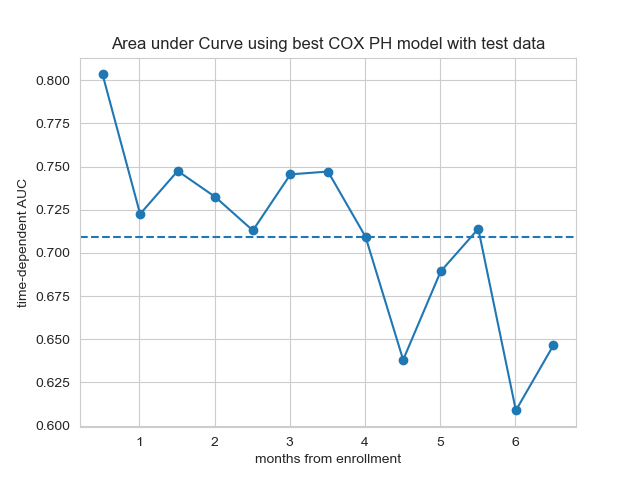 Area under Curve using best COX PH model with test data
time-dependent AUC
0.800
0.775
0.750
0.725
0.700
0.675
0.650
0.625
0.600
1 2 3 4 5 6
months from enrollment